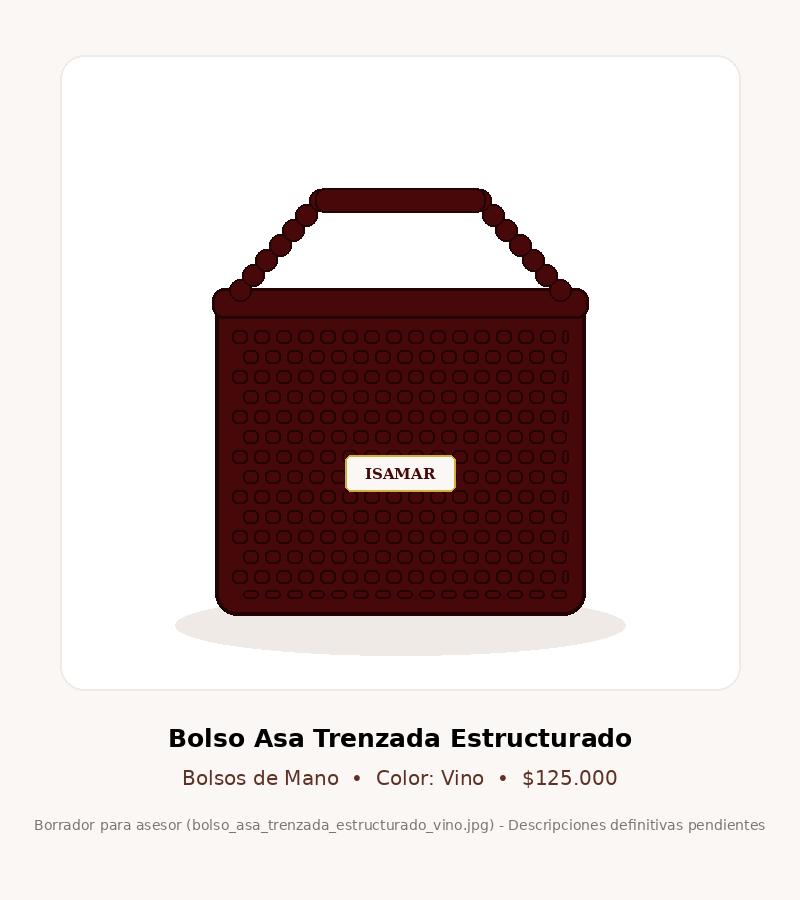 ISAMAR
Bolso Asa Trenzada Estructurado
Bolsos de Mano • Color: Vino • $125.000
Borrador para asesor (bolso_asa_trenzada_estructurado_vino.jpg) - Descripciones definitivas pendientes